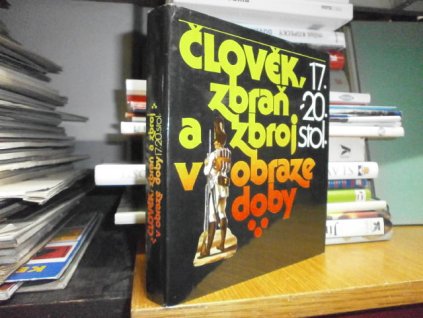 ČLOVĚK,
zbraň
a zbroj
v obraze
doby
17.
-20.
stol.
ČLOVĚK, zbraň a zbroj
v obraze doby 17.-20.stol.